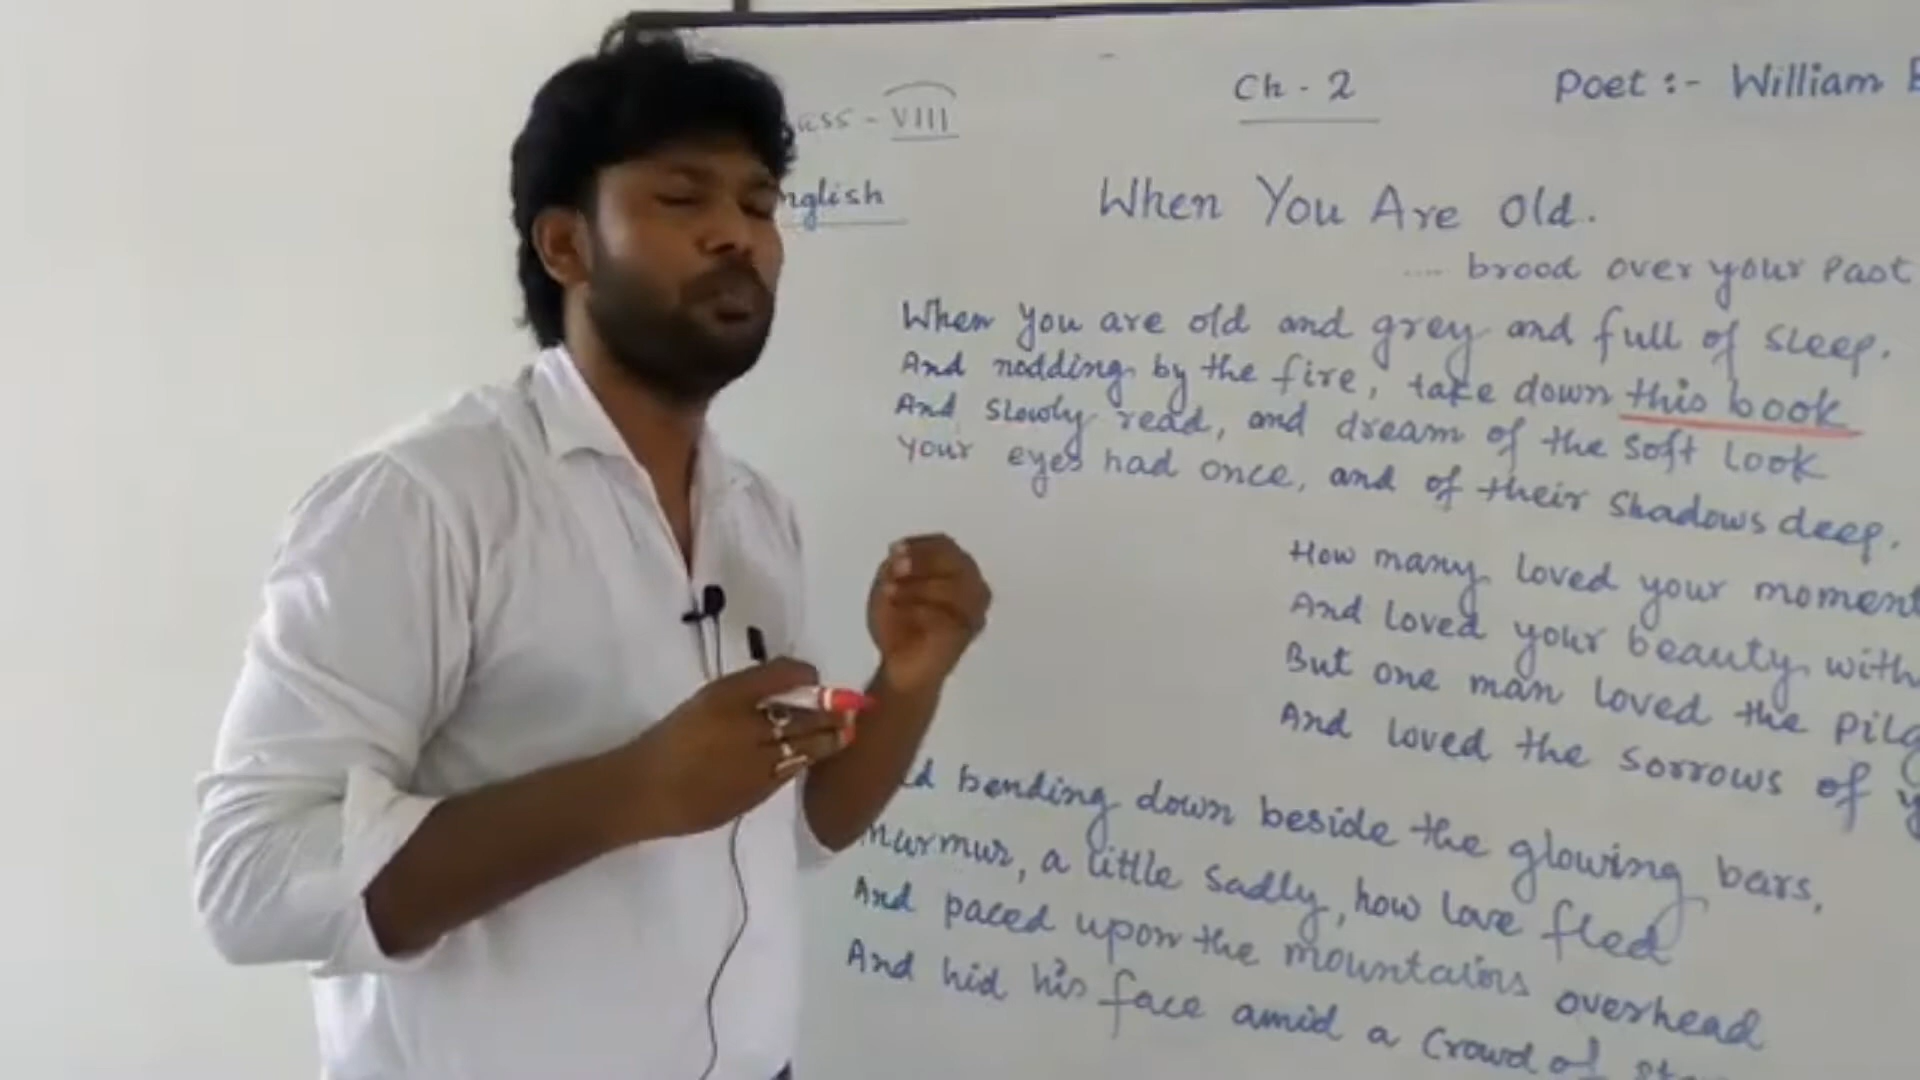 VIII
Ch - 2
Poet :- William
English
When You Are Old.
.... brood over your Past
When you are old and grey and full of sleep.
And nodding by the fire, take down this book
And slowly read, and dream of the soft look
Your eyes had once, and of their shadows deep.
How many loved your moment
And loved your beauty with
But one man loved the
And loved the sorrows of
bending down beside the glowing bars,
murmur, a little sadly, how love fled
And paced upon the mountains overhead
And hid his face amid a crowd of